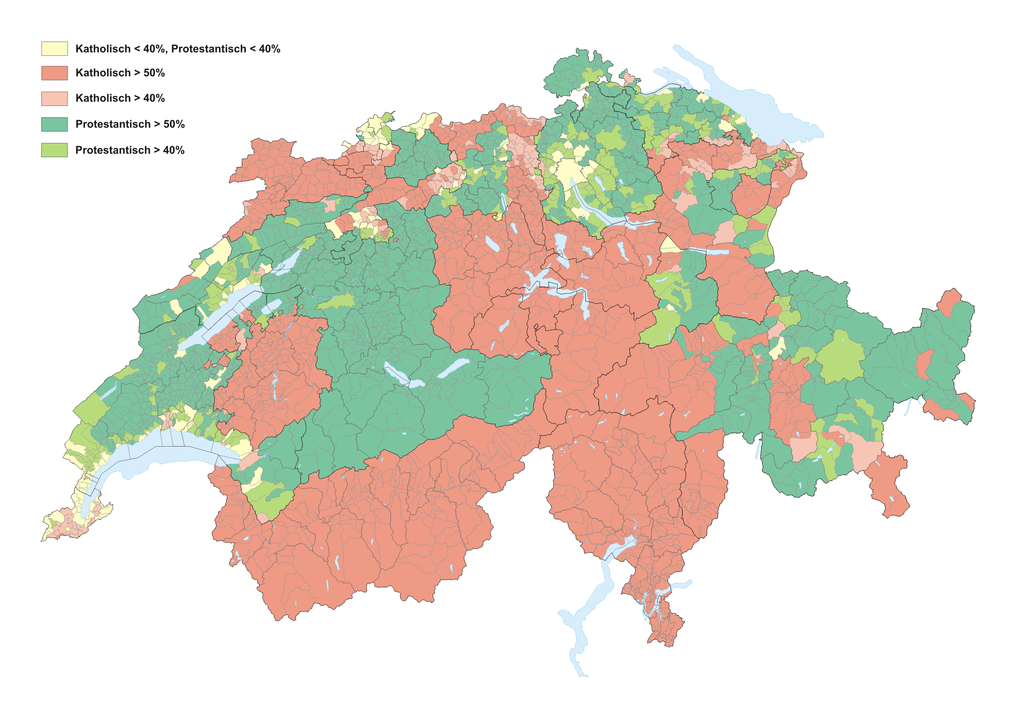 Katholisch < 40%, Protestantisch < 40%
Katholisch > 50%
Katholisch > 40%
Protestantisch > 50%
Protestantisch > 40%